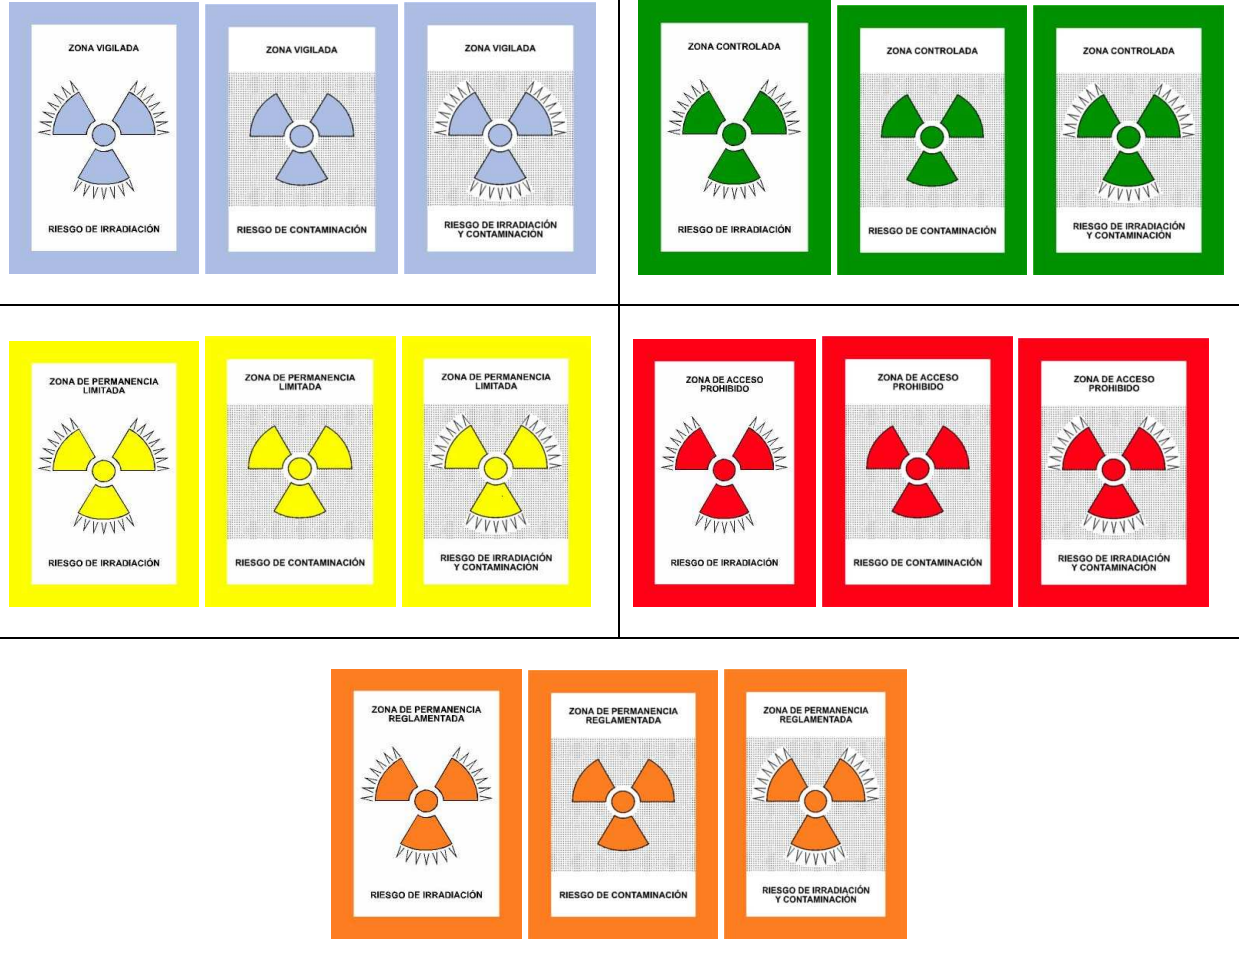 ZONA VIGILADA
RIESGO DE IRRADIACIÓN
ZONA VIGILADA
RIESGO DE CONTAMINACIÓN
ZONA VIGILADA
RIESGO DE IRRADIACIÓN
Y CONTAMINACIÓN
ZONA CONTROLADA
RIESGO DE IRRADIACIÓN
ZONA CONTROLADA
RIESGO DE CONTAMINACIÓN
ZONA CONTROLADA
RIESGO DE IRRADIACIÓN
Y CONTAMINACIÓN
ZONA DE PERMANENCIA
LIMITADA
RIESGO DE IRRADIACIÓN
ZONA DE PERMANENCIA
LIMITADA
RIESGO DE CONTAMINACIÓN
ZONA DE PERMANENCIA
LIMITADA
RIESGO DE IRRADIACIÓN
Y CONTAMINACIÓN
ZONA DE ACCESO
PROHIBIDO
RIESGO DE IRRADIACIÓN
ZONA DE ACCESO
PROHIBIDO
RIESGO DE CONTAMINACIÓN
ZONA DE ACCESO
PROHIBIDO
RIESGO DE IRRADIACIÓN
Y CONTAMINACIÓN
ZONA DE PERMANENCIA
REGLAMENTADA
RIESGO DE IRRADIACIÓN
ZONA DE PERMANENCIA
REGLAMENTADA
RIESGO DE CONTAMINACIÓN
ZONA DE PERMANENCIA
REGLAMENTADA
RIESGO DE IRRADIACIÓN
Y CONTAMINACIÓN